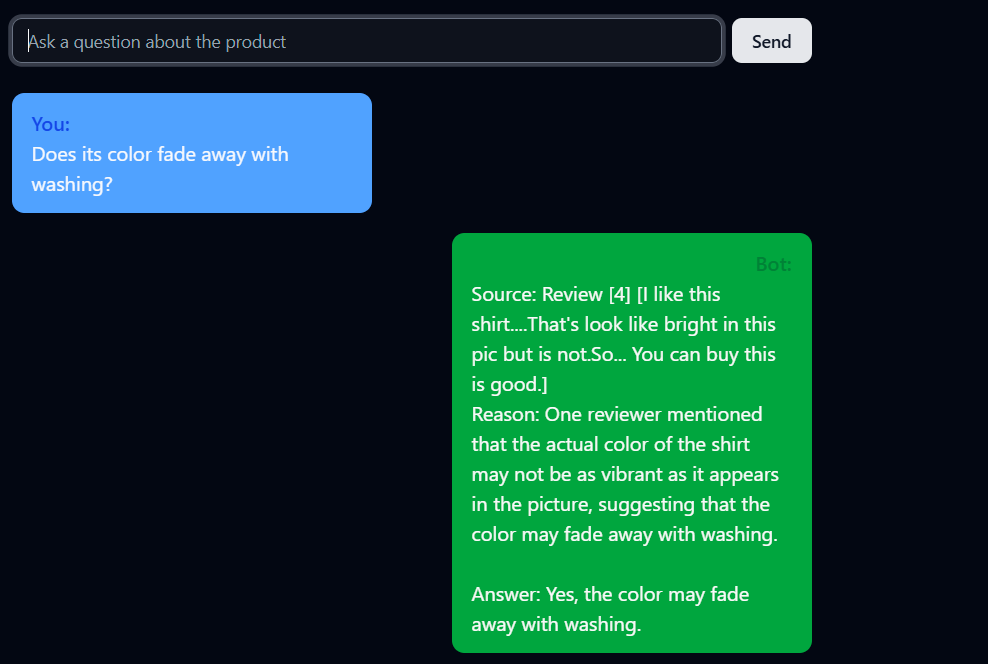 Ask a question about the product
Send
You:
Does its color fade away with
washing?
Bot:
Source: Review [4] [I like this
shirt....That's look like bright in this
pic but is not.So... You can buy this
is good.]
Reason: One reviewer mentioned
that the actual color of the shirt
may not be as vibrant as it appears
in the picture, suggesting that the
color may fade away with washing.
Answer: Yes, the color may fade
away with washing.